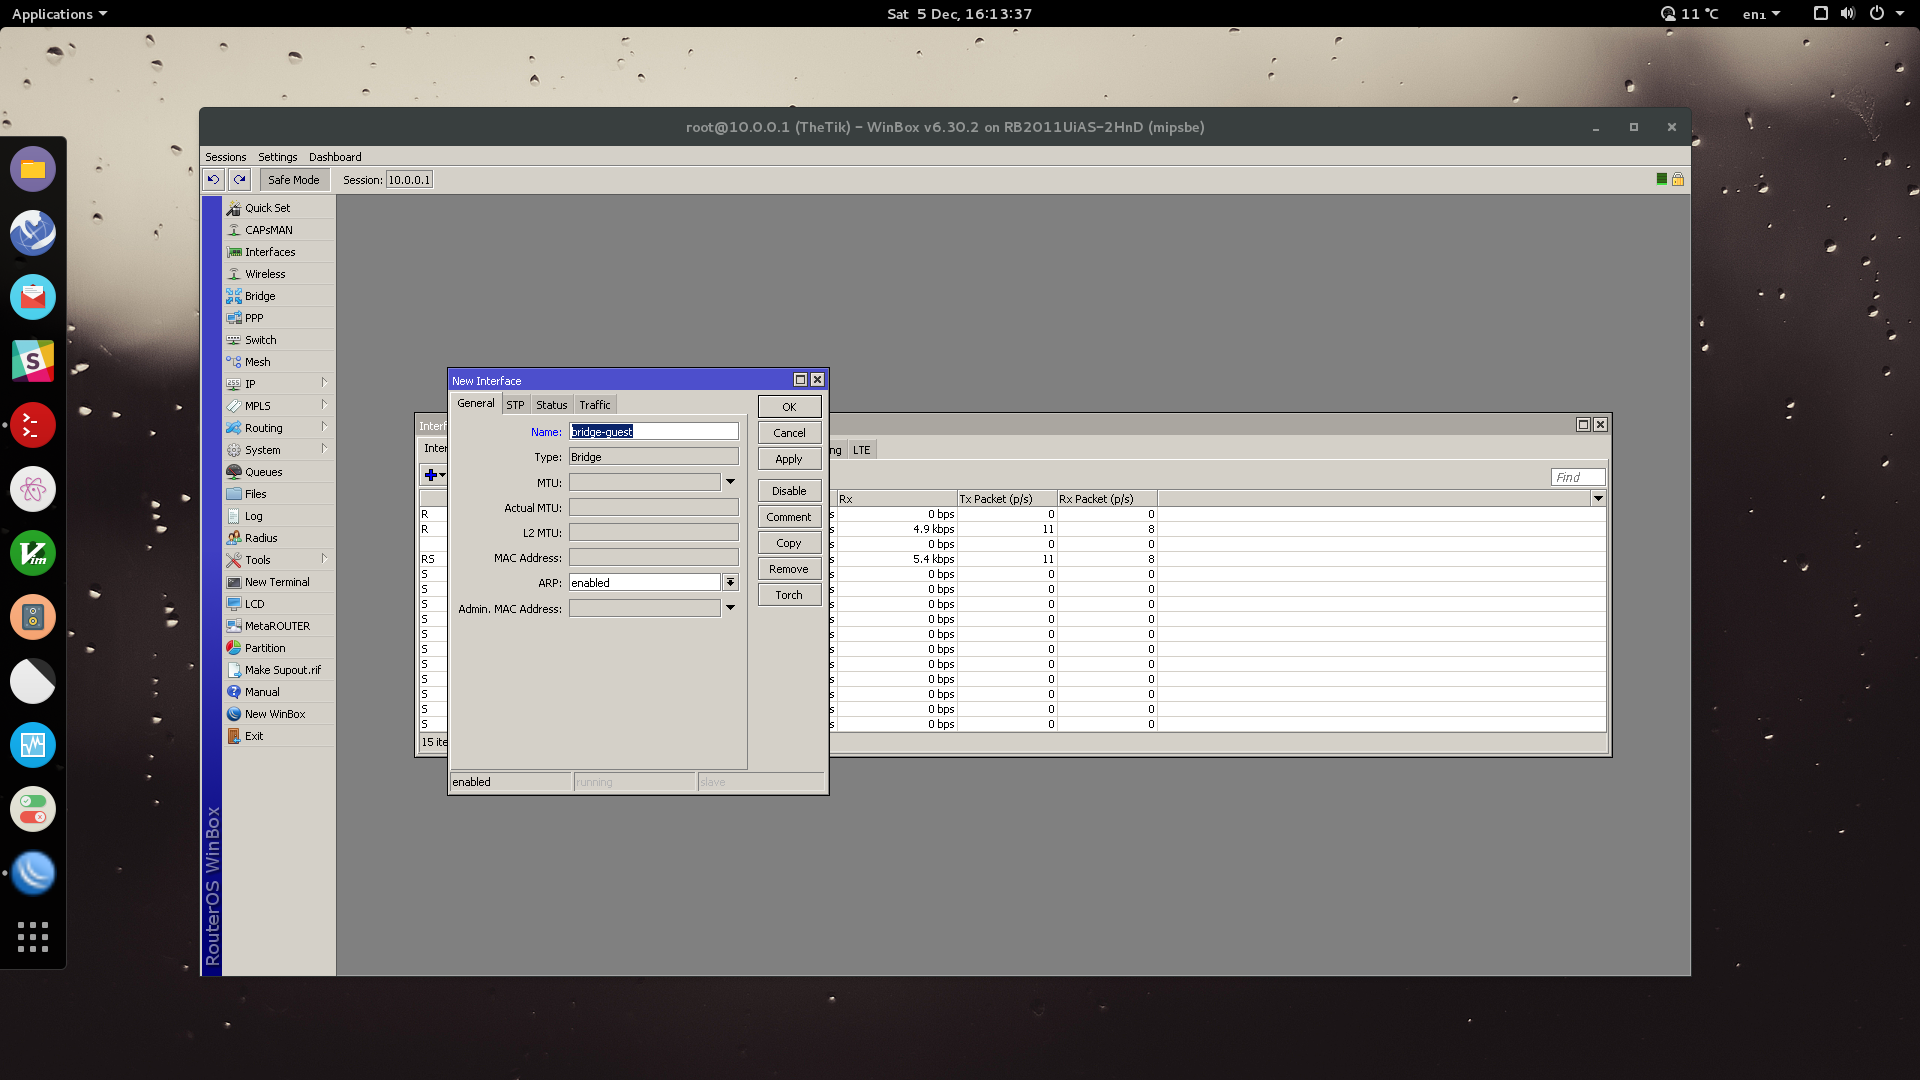 Applications
Sat 5 Dec, 16:13:37
11 °C
en1
root@10.0.0.1 (TheTik) - WinBox v6.30.2 on RB2011UiAS-2HnD (mipsbe)
Sessions Settings Dashboard
Safe Mode Session: 10.0.0.1
Quick Set
CAPsMAN
Interfaces
Wireless
Bridge
PPP
Switch
Mesh
IP
MPLS
Routing
System
Queues
Files
Log
Radius
Tools
New Terminal
LCD
MetaROUTER
Partition
Make Supout.rif
Manual
New WinBox
Exit
RouterOS WinBox
New Interface
General STP Status Traffic
Name: bridge-guest
Type: Bridge
MTU:
Actual MTU:
L2 MTU:
MAC Address:
ARP: enabled
Admin. MAC Address:
OK
Cancel
Apply
Disable
Comment
Copy
Remove
Torch
enabled running slave
LTE
Find
Rx Tx Packet (p/s) Rx Packet (p/s)
R 0 bps 0 0
R 4.9 kbps 11 8
0 bps 0 0
RS 5.4 kbps 11 8
S 0 bps 0 0
S 0 bps 0 0
S 0 bps 0 0
S 0 bps 0 0
S 0 bps 0 0
S 0 bps 0 0
S 0 bps 0 0
S 0 bps 0 0
S 0 bps 0 0
S 0 bps 0 0
S 0 bps 0 0
15 ite
S
Vim